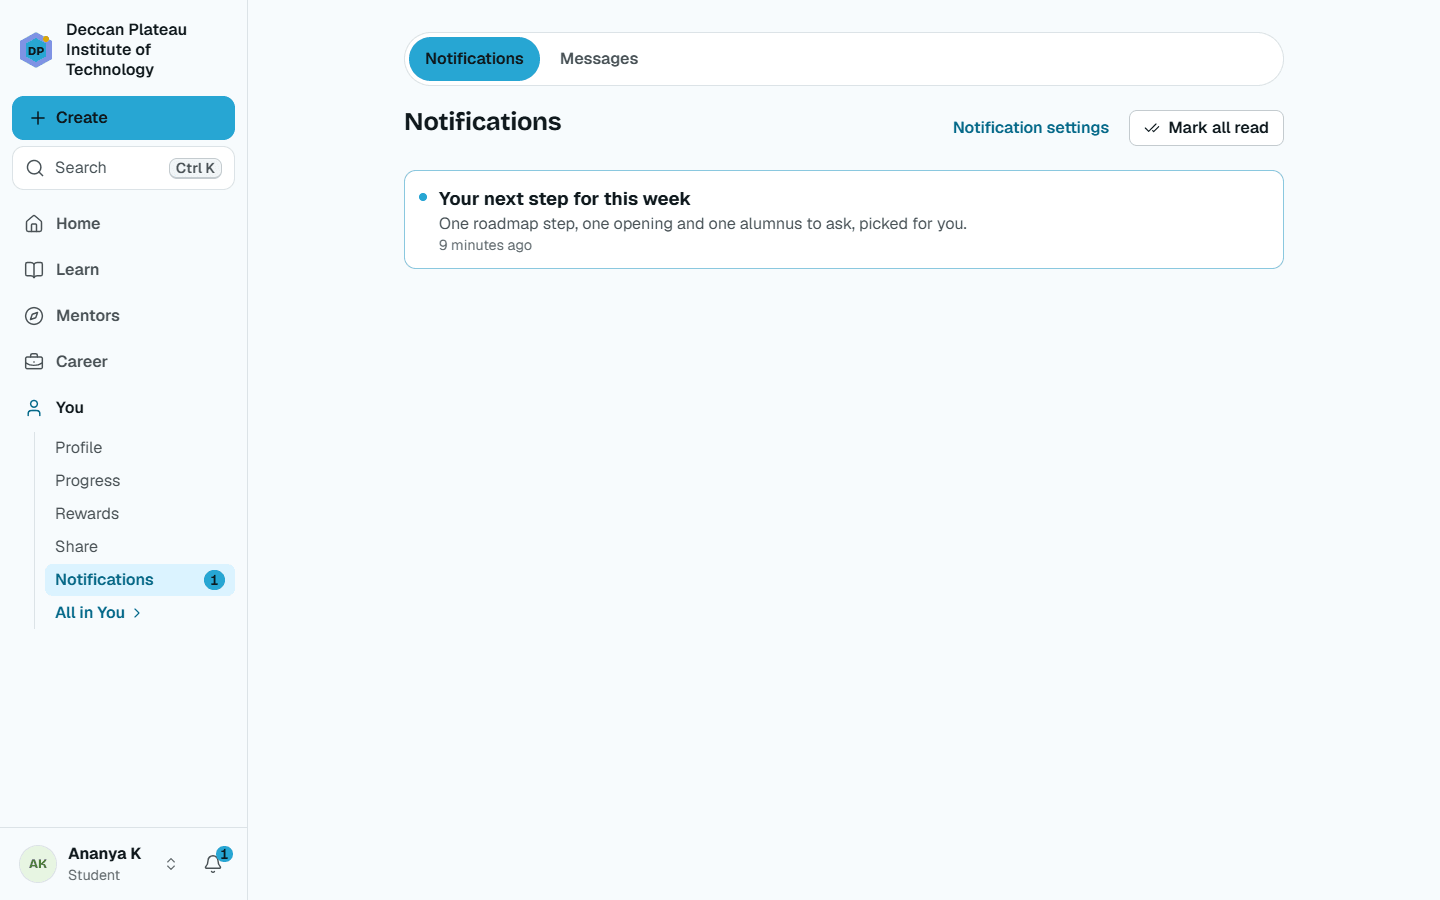 DP
Deccan Plateau
Institute of
Technology
Create
Search
Ctrl K
Home
Learn
Mentors
Career
You
Profile
Progress
Rewards
Share
Notifications 1
All in You
AK
Ananya K
Student
1
Notifications
Messages
Notifications
Notification settings
Mark all read
Your next step for this week
One roadmap step, one opening and one alumnus to ask, picked for you.
9 minutes ago